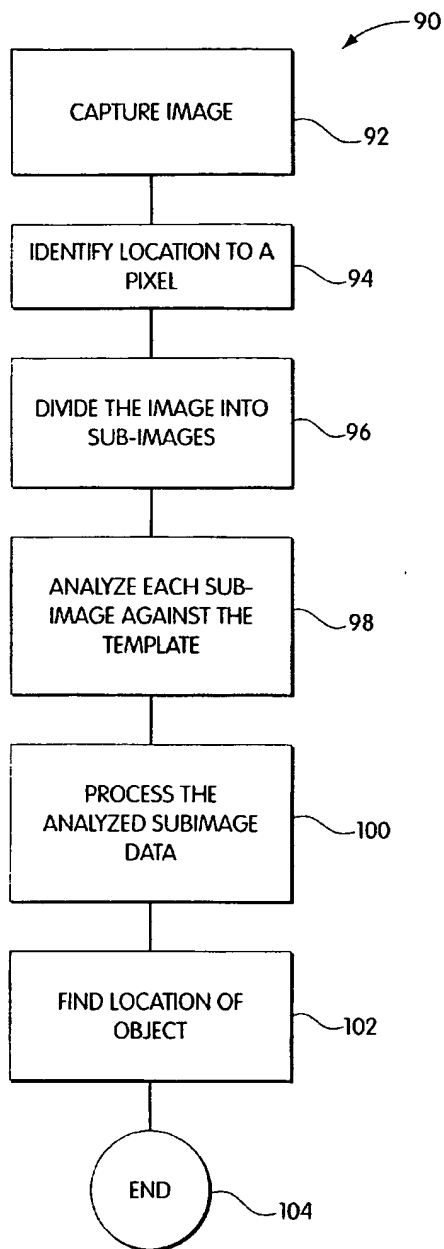 90
CAPTURE IMAGE
92
IDENTIFY LOCATION TO A
PIXEL
94
DIVIDE THE IMAGE INTO
SUB-IMAGES
96
ANALYZE EACH SUB-
IMAGE AGAINST THE
TEMPLATE
98
PROCESS THE
ANALYZED SUBIMAGE
DATA
100
FIND LOCATION OF
OBJECT
102
END
104